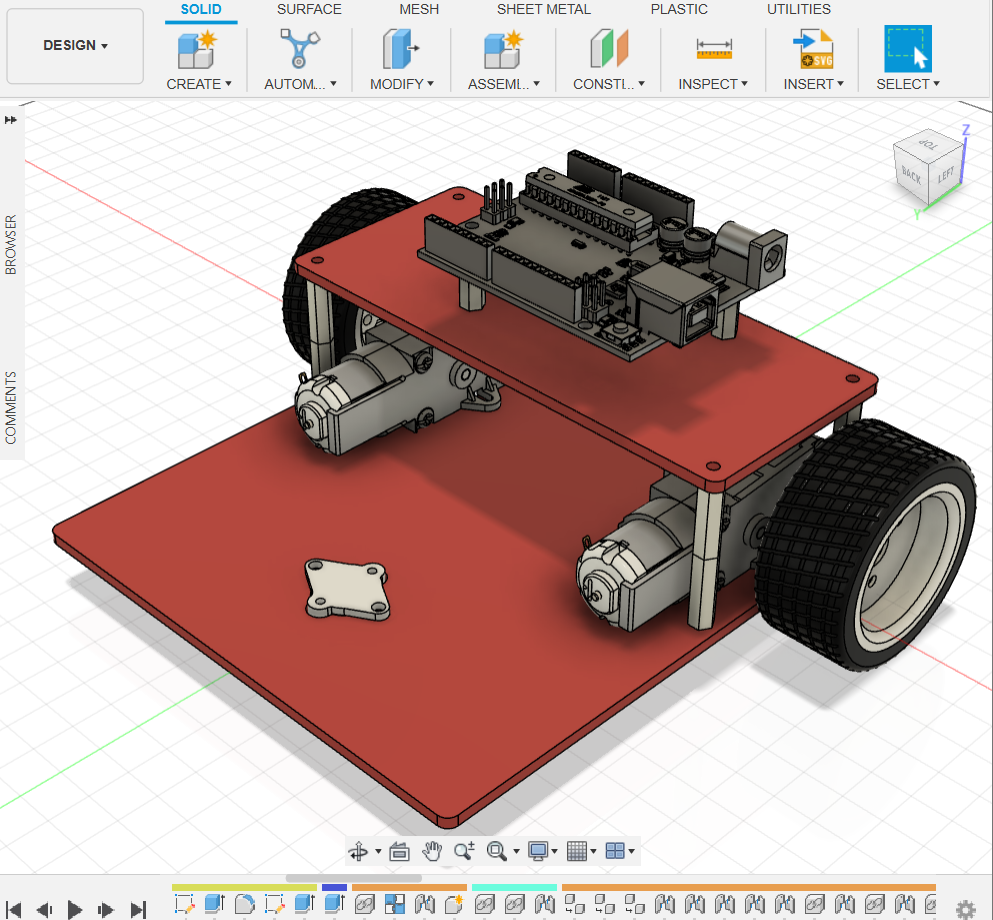 SOLID SURFACE MESH SHEET METAL PLASTIC UTILITIES
DESIGN ▾
SVG
CREATE ▾ AUTOM... ▾ MODIFY ▾ ASSEMI... ▾ CONSTI... ▾ INSPECT ▾ INSERT ▾ SELECT ▾
Z
TOP
BACK
LEFT
Y
BROWSER
COMMENTS